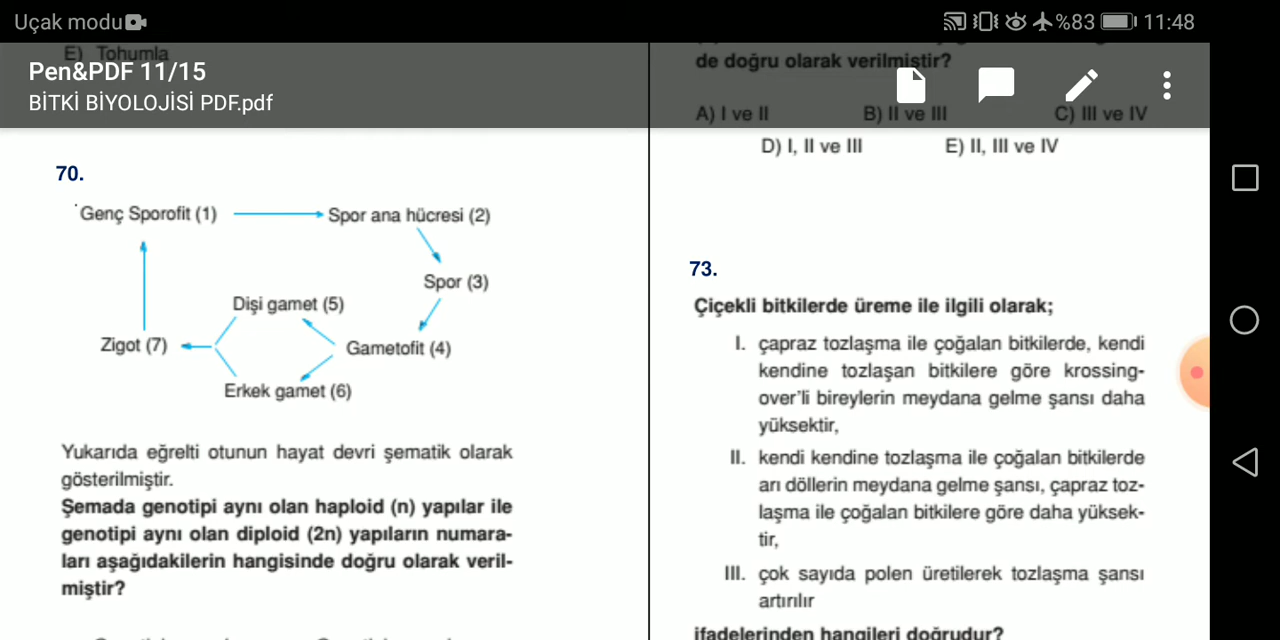 Uçak modu
%83 11:48
E) Tohumla
Pen&PDF 11/15
BİTKİ BİYOLOJİSİ PDF.pdf
70.
Genç Sporofit (1)
Spor ana hücresi (2)
Spor (3)
Dişi gamet (5)
Zigot (7)
Gametofit (4)
Erkek gamet (6)
Yukarıda eğrelti otunun hayat devri şematik olarak
gösterilmiştir.
Şemada genotipi aynı olan haploid (n) yapılar ile
genotipi aynı olan diploid (2n) yapıların numara-
ları aşağıdakilerin hangisinde doğru olarak veril-
miştir?
de doğru olarak verilmiştir?
A) I ve II
B) II ve III
C) III ve IV
D) I, II ve III
E) II, III ve IV
73.
Çiçekli bitkilerde üreme ile ilgili olarak;
I. çapraz tozlaşma ile çoğalan bitkilerde, kendi
kendine tozlaşan bitkilere göre krossing-
over'li bireylerin meydana gelme şansı daha
yüksektir,
II. kendi kendine tozlaşma ile çoğalan bitkilerde
arı döllerin meydana gelme şansı, çapraz toz-
laşma ile çoğalan bitkilere göre daha yüksek-
tir,
III. çok sayıda polen üretilerek tozlaşma şansı
artırılır
ifadelerinden hangileri doğrudur?